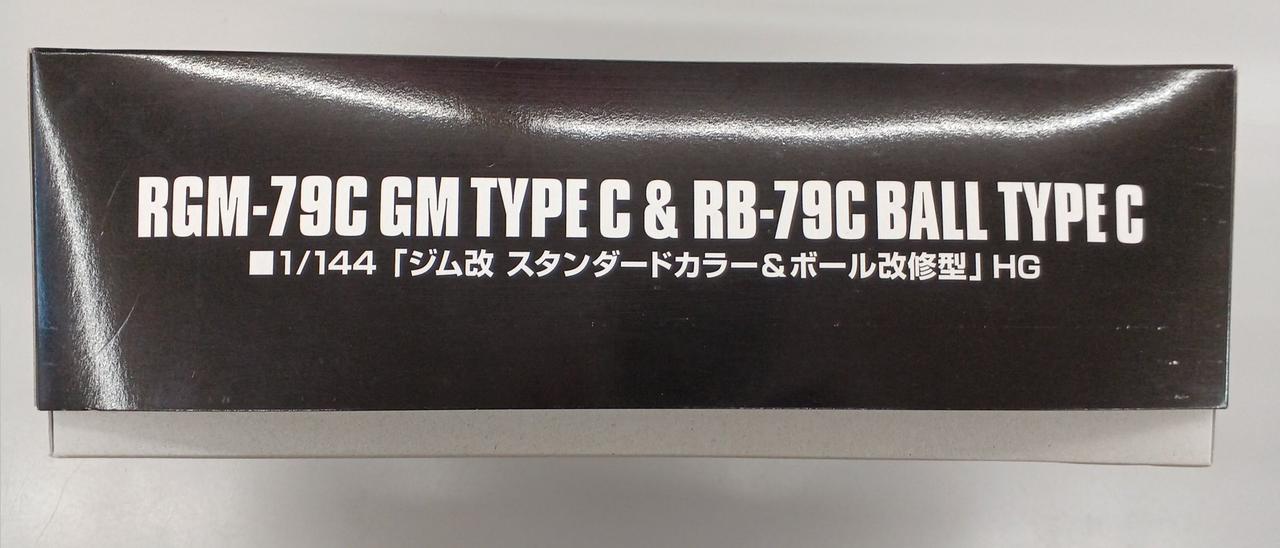 RGM-79C GM TYPE C & RB-79C BALL TYPE C
■1/144「ジム改 スタンダードカラー&ボール改修型」HG